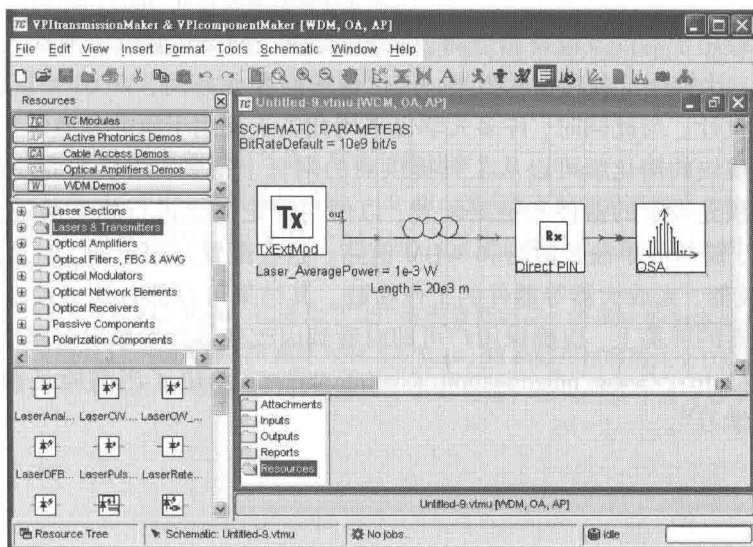 TC VPItransmissionMaker & VPIcomponentMaker [WDM, OA, AP]
File Edit View Insert Format Tools Schematic Window Help
Resources
TC TC Modules
Active Photonics Demos
CA Cable Access Demos
Optical Amplifiers Demos
W WDM Demos
Laser Sections
Lasers & Transmitters
Optical Amplifiers
Optical Filters, FBG & AWG
Optical Modulators
Optical Network Elements
Optical Receivers
Passive Components
Polarization Components
LaserAnal... LaserCW... LaserCW_...
LaserDFB... LaserPuls... LaserRate...
TC Untitled-9.vtmu [WDM, OA, AP]
SCHEMATIC PARAMETERS
BitRateDefault = 10e9 bit/s
Tx
out
TxExtMod
Rx
Direct PIN
OSA
Laser_AveragePower = 1e-3 W
Length = 20e3 m
Attachments
Inputs
Outputs
Reports
Resources
Untitled-9.vtmu [WDM, OA, AP]
Resource Tree
Schematic: Untitled-9.vtmu
No jobs..
idle